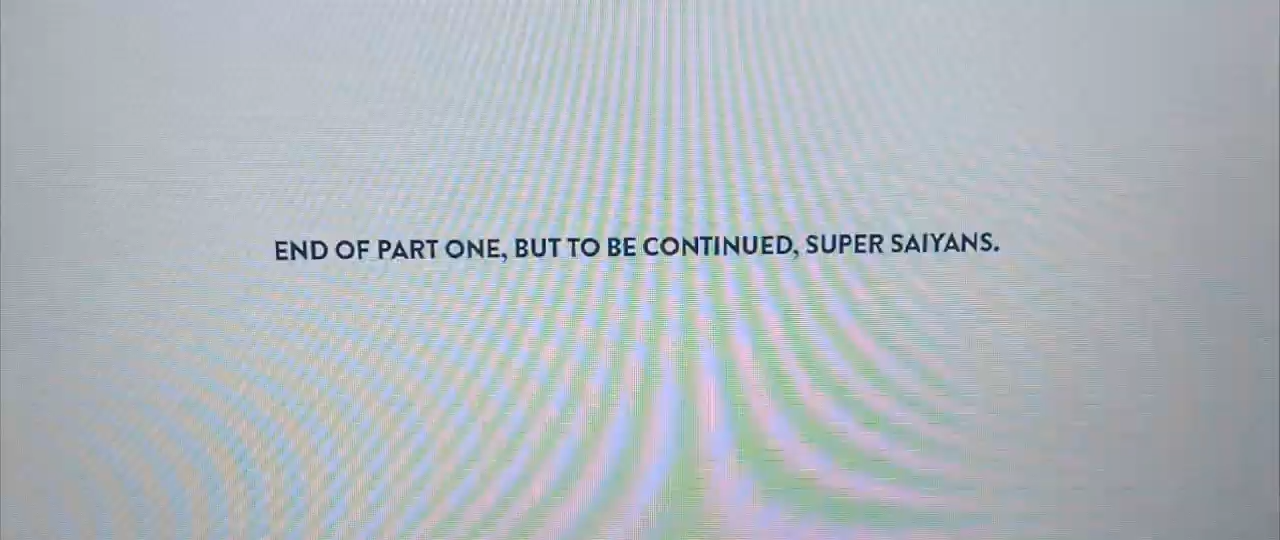 END OF PART ONE, BUT TO BE CONTINUED, SUPER SAIYANS.